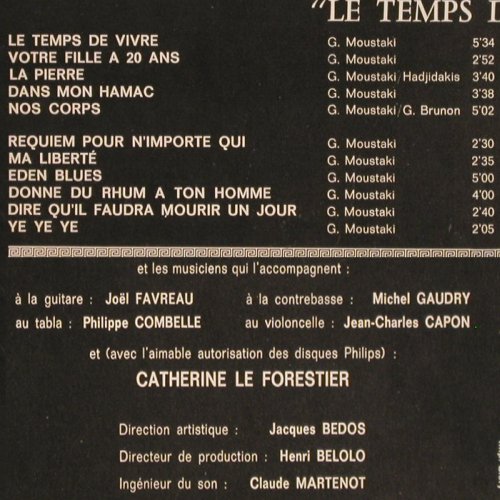 "LE TEMPS D
LE TEMPS DE VIVRE G. Moustaki 5'34
VOTRE FILLE A 20 ANS G. Moustaki 2'52
LA PIERRE G. Moustaki/Hadjidakis 3'40
DANS MON HAMAC G. Moustaki 3'38
NOS CORPS G. Moustaki/G. Brunon 5'02
REQUIEM POUR N'IMPORTE QUI G. Moustaki 2'30
MA LIBERTÉ G. Moustaki 2'35
EDEN BLUES G. Moustaki 5'00
DONNE DU RHUM A TON HOMME G. Moustaki 4'00
DIRE QU'IL FAUDRA MOURIR UN JOUR G. Moustaki 2'40
YE YE YE G. Moustaki 2'05
et les musiciens qui l'accompagnent :
à la guitare : Joël FAVREAU à la contrebasse : Michel GAUDRY
au tabla : Philippe COMBELLE au violoncelle : Jean-Charles CAPON
et (avec l'aimable autorisation des disques Philips) :
CATHERINE LE FORESTIER
Direction artistique : Jacques BEDOS
Directeur de production : Henri BELOLO
Ingénieur du son : Claude MARTENOT